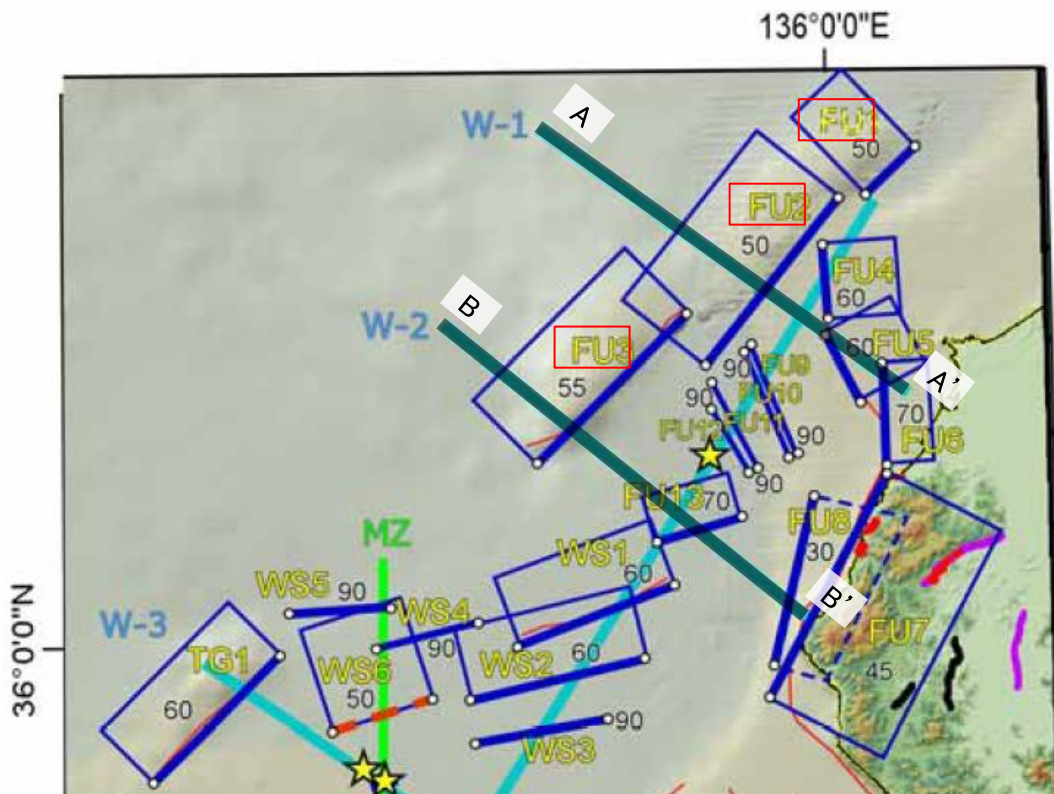 136°0'0"E
W-1
A
FU1
50
FU2
50
B
W-2
FU4
60
FU3
55
60
FU5
90
FU9
A'
90
FU10
70
FU12
FU11
90
FU6
90
FU13
70
FU8
30
WS1
60
MZ
WS5
90
WS4
B'
36°0'0"N
W-3
TG1
60
WS6
50
90
WS2
60
FU7
45
90
WS3